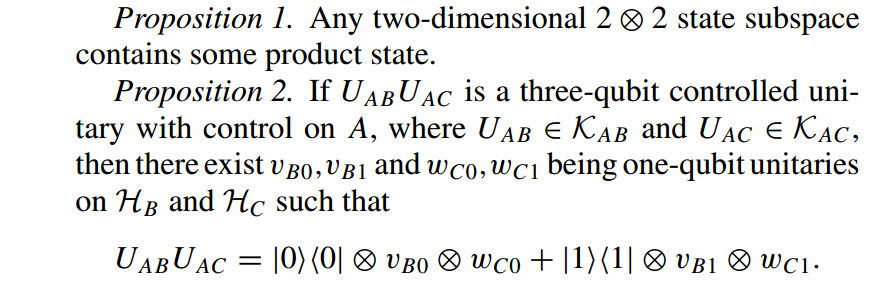 Proposition 1. Any two-dimensional 2 ⊗ 2 state subspace
contains some product state.
Proposition 2. If U_{AB}U_{AC} is a three-qubit controlled uni-
tary with control on A, where U_{AB} ∈ 𝒦_{AB} and U_{AC} ∈ 𝒦_{AC},
then there exist v_{B0}, v_{B1} and w_{C0}, w_{C1} being one-qubit unitaries
on ℋ_B and ℋ_C such that
U_{AB}U_{AC} = |0⟩⟨0| ⊗ v_{B0} ⊗ w_{C0} + |1⟩⟨1| ⊗ v_{B1} ⊗ w_{C1}.